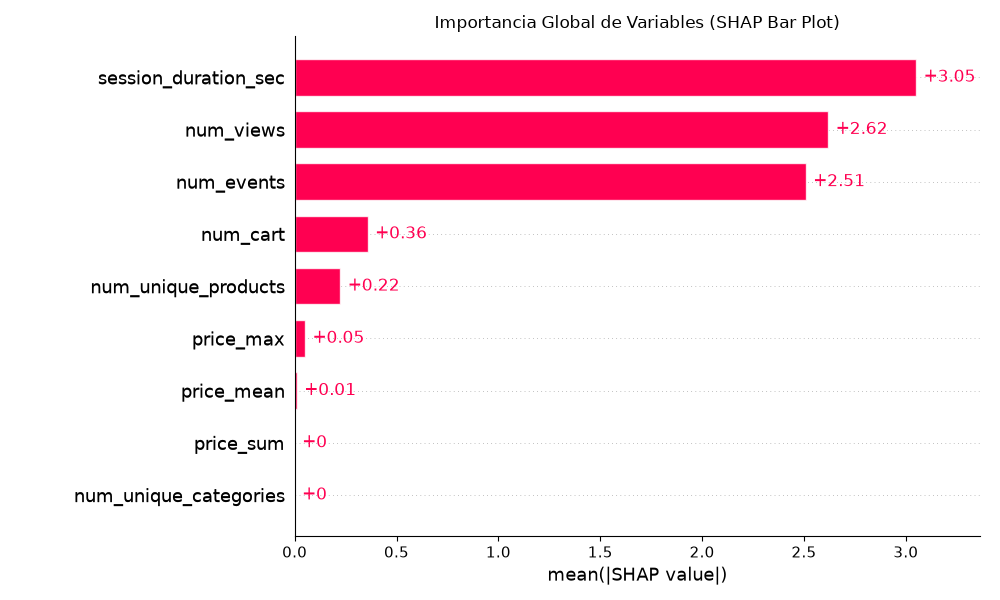 Importancia Global de Variables (SHAP Bar Plot)
session_duration_sec +3.05
num_views +2.62
num_events +2.51
num_cart +0.36
num_unique_products +0.22
price_max +0.05
price_mean +0.01
price_sum +0
num_unique_categories +0
0.0 0.5 1.0 1.5 2.0 2.5 3.0
mean(|SHAP value|)